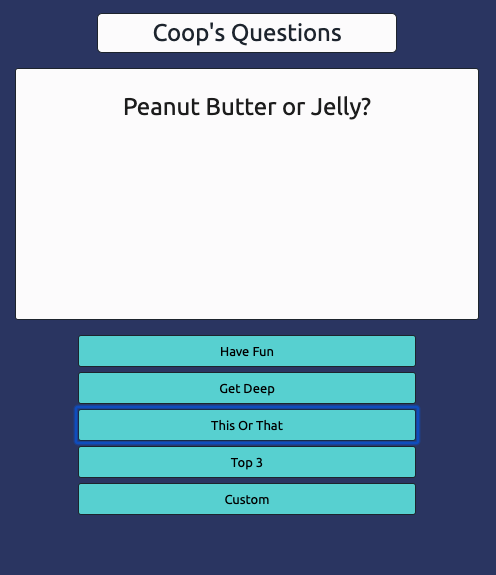 Coop's Questions
Peanut Butter or Jelly?
Have Fun
Get Deep
This Or That
Top 3
Custom